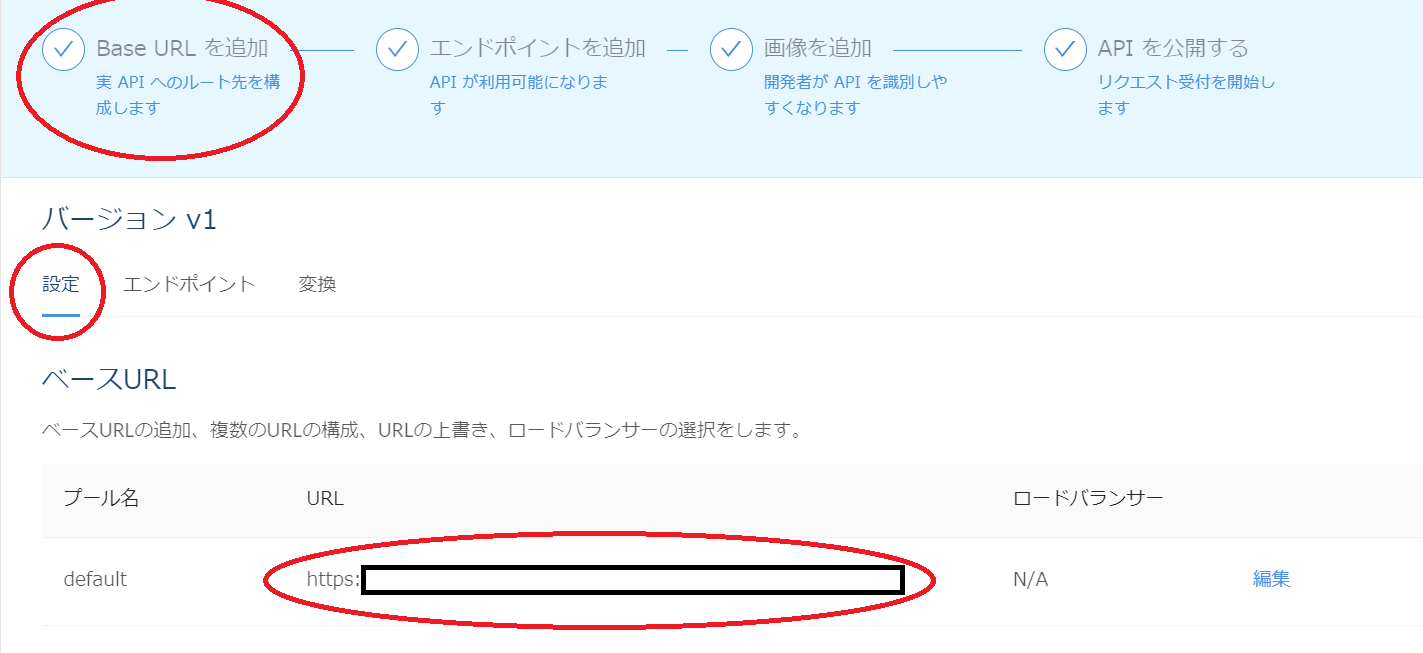 Base URL を追加
実 API へのルート先を構
成します
エンドポイントを追加
API が利用可能になりま
す
画像を追加
開発者が API を識別しや
すくなります
API を公開する
リクエスト受付を開始し
ます
バージョン v1
設定 エンドポイント 変換
ベースURL
ベースURLの追加、複数のURLの構成、URLの上書き、ロードバランサーの選択をします。
プール名 URL ロードバランサー
default https: N/A 編集